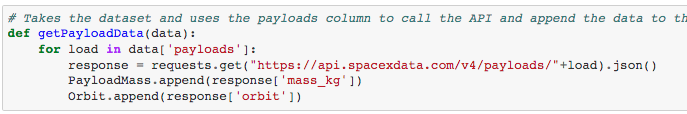 # Takes the dataset and uses the payloads column to call the API and append the data to th
def getPayloadData(data):
    for load in data['payloads']:
        response = requests.get("https://api.spacexdata.com/v4/payloads/"+load).json()
        PayloadMass.append(response['mass_kg'])
        Orbit.append(response['orbit'])